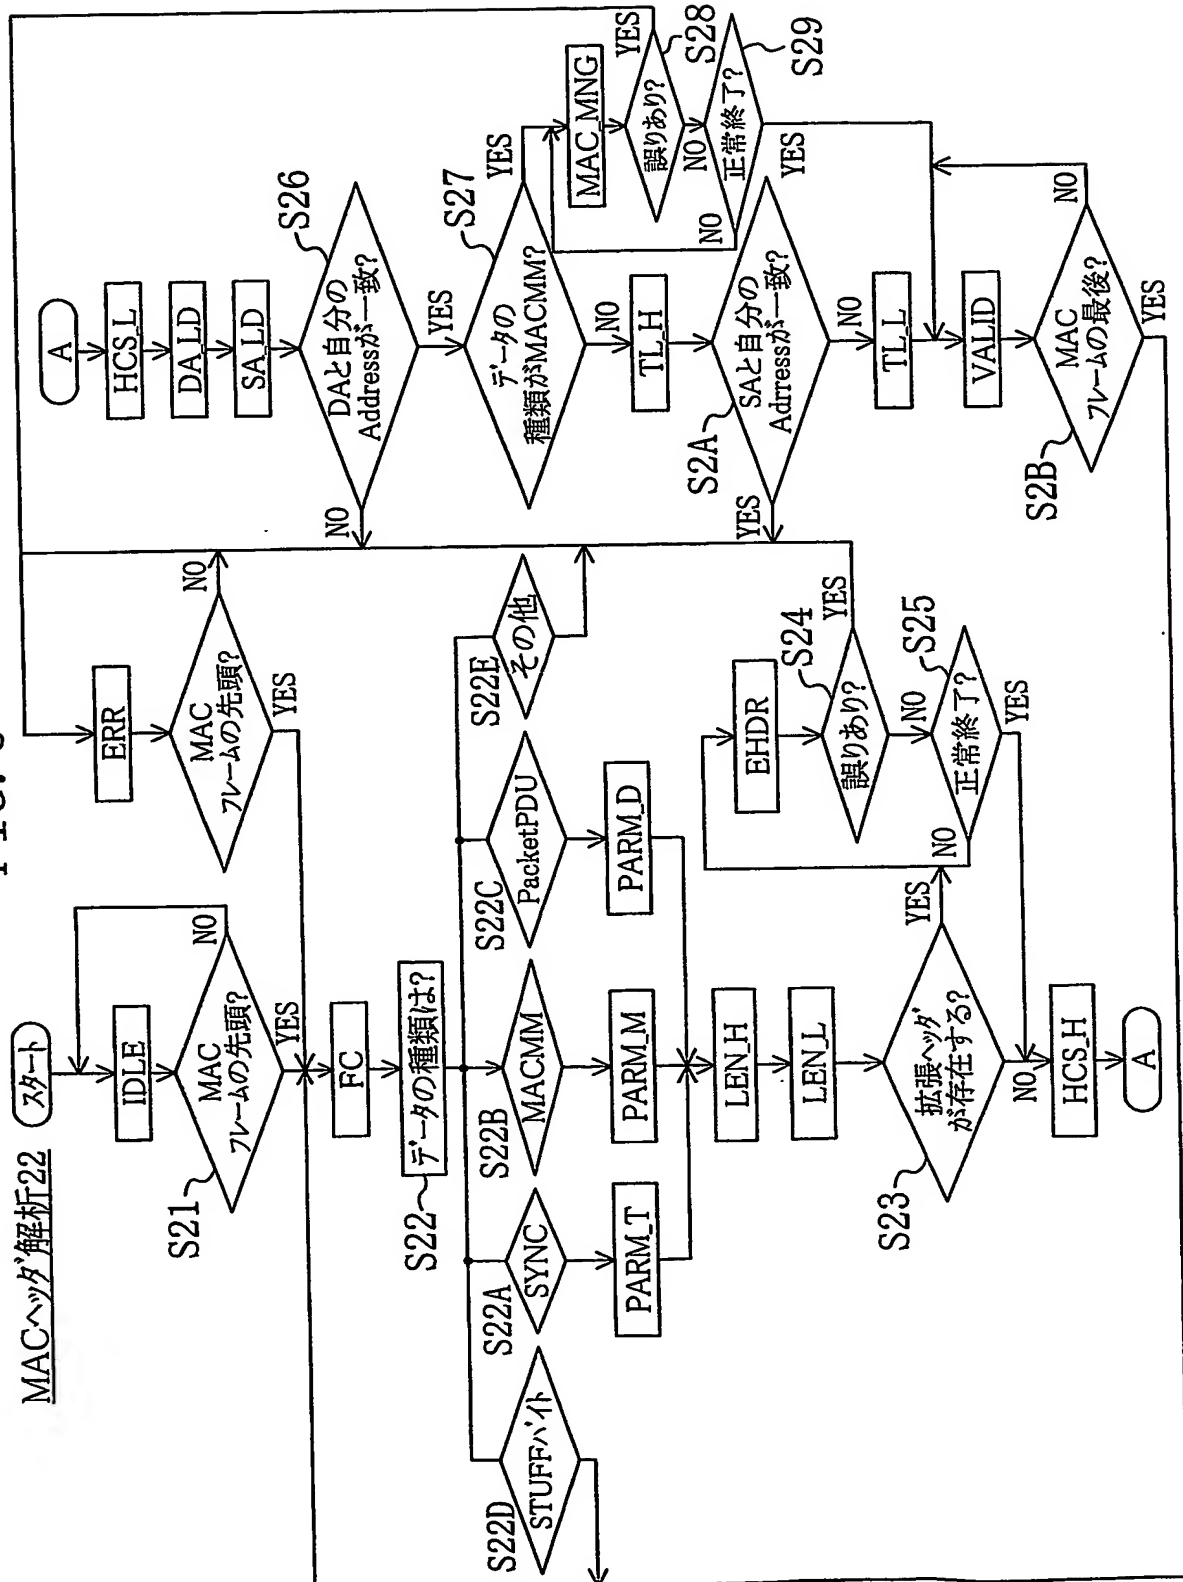 MACヘッダ解析22
スタート
IDLE
MAC
フレームの先頭?
S21
NO
YES
ERR
MAC
フレームの先頭?
NO
YES
FC
データの種類は?
S22
STUFFバイト
S22D
SYNC
S22A
MACMM
S22B
PacketPDU
S22C
その他
S22E
PARM_T
PARM_M
PARM_D
LEN_H
LEN_L
拡張ヘッダ
が存在する?
S23
YES
NO
EHDR
誤りあり?
S24
YES
NO
正常終了?
S25
NO
YES
HCS_H
A
A
HCS_L
DA_LD
SA_LD
DAと自分の
Addressが一致?
S26
NO
YES
データの
種類がMACMM?
S27
YES
NO
MAC_MNG
誤りあり?
S28
YES
NO
正常終了?
S29
NO
YES
TL_H
SAと自分の
Adrressが一致?
S2A
YES
NO
TL_L
VALID
MAC
フレームの最後?
S2B
NO
YES